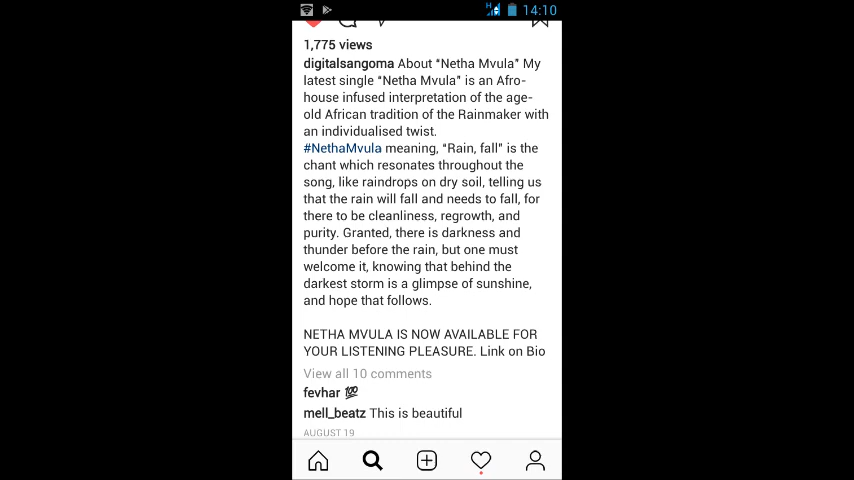 H 14:10
1,775 views
digitalsangoma About “Netha Mvula” My
latest single “Netha Mvula” is an Afro-
house infused interpretation of the age-
old African tradition of the Rainmaker with
an individualised twist.
#NethaMvula meaning, “Rain, fall” is the
chant which resonates throughout the
song, like raindrops on dry soil, telling us
that the rain will fall and needs to fall, for
there to be cleanliness, regrowth, and
purity. Granted, there is darkness and
thunder before the rain, but one must
welcome it, knowing that behind the
darkest storm is a glimpse of sunshine,
and hope that follows.
NETHA MVULA IS NOW AVAILABLE FOR
YOUR LISTENING PLEASURE. Link on Bio
View all 10 comments
fevhar 💯
mell_beatz This is beautiful
AUGUST 19